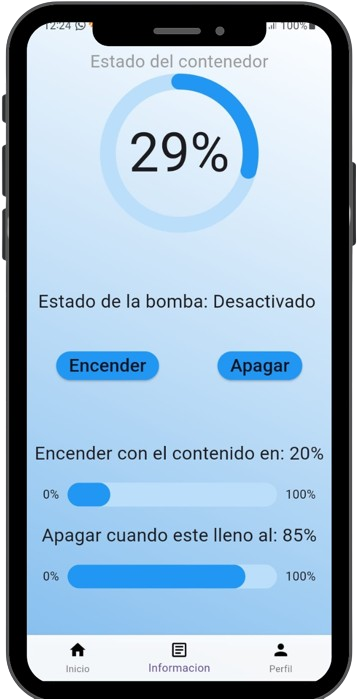 12:24
100%
Estado del contenedor
29%
Estado de la bomba: Desactivado
Encender Apagar
Encender con el contenido en: 20%
0% 100%
Apagar cuando este lleno al: 85%
0% 100%
Inicio Informacion Perfil